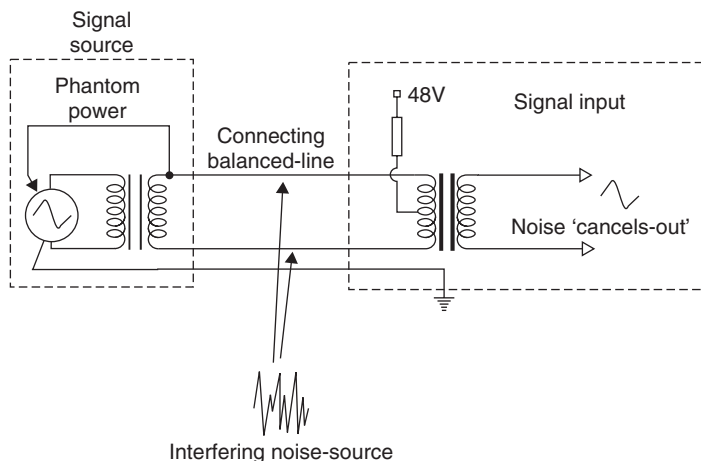 Signal
source
Phantom
power
48V
Signal input
Connecting
balanced-line
Noise ‘cancels-out’
Interfering noise-source